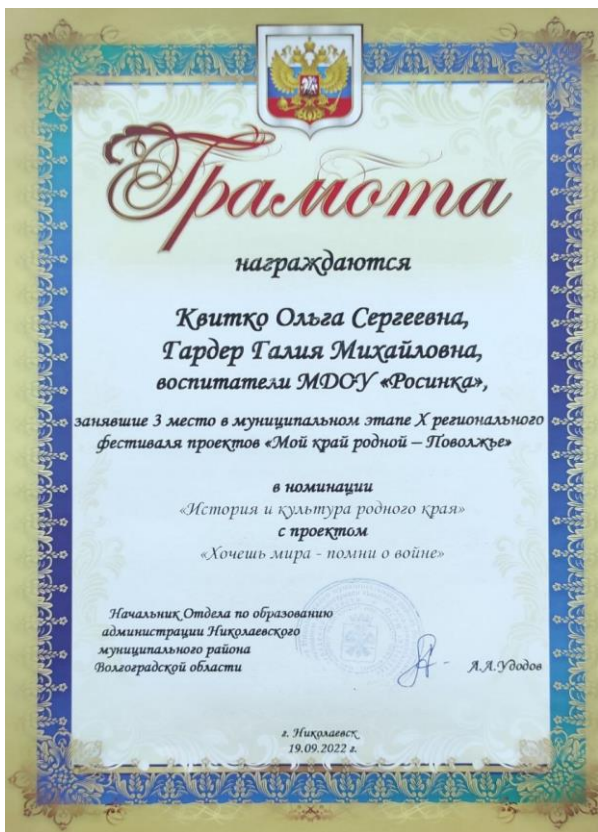 Грамота
награждаются
Квитко Ольга Сергеевна,
Гардер Галия Михайловна,
воспитатели МДОУ «Росинка»,
занявшие 3 место в муниципальном этапе X регионального
фестиваля проектов «Мой край родной – Поволжье»
в номинации
«История и культура родного края»
с проектом
«Хочешь мира - помни о войне»
Начальник Отдела по образованию
администрации Николаевского
муниципального района
Волгоградской области
А.А.Удодов
г. Николаевск
19.09.2022 г.